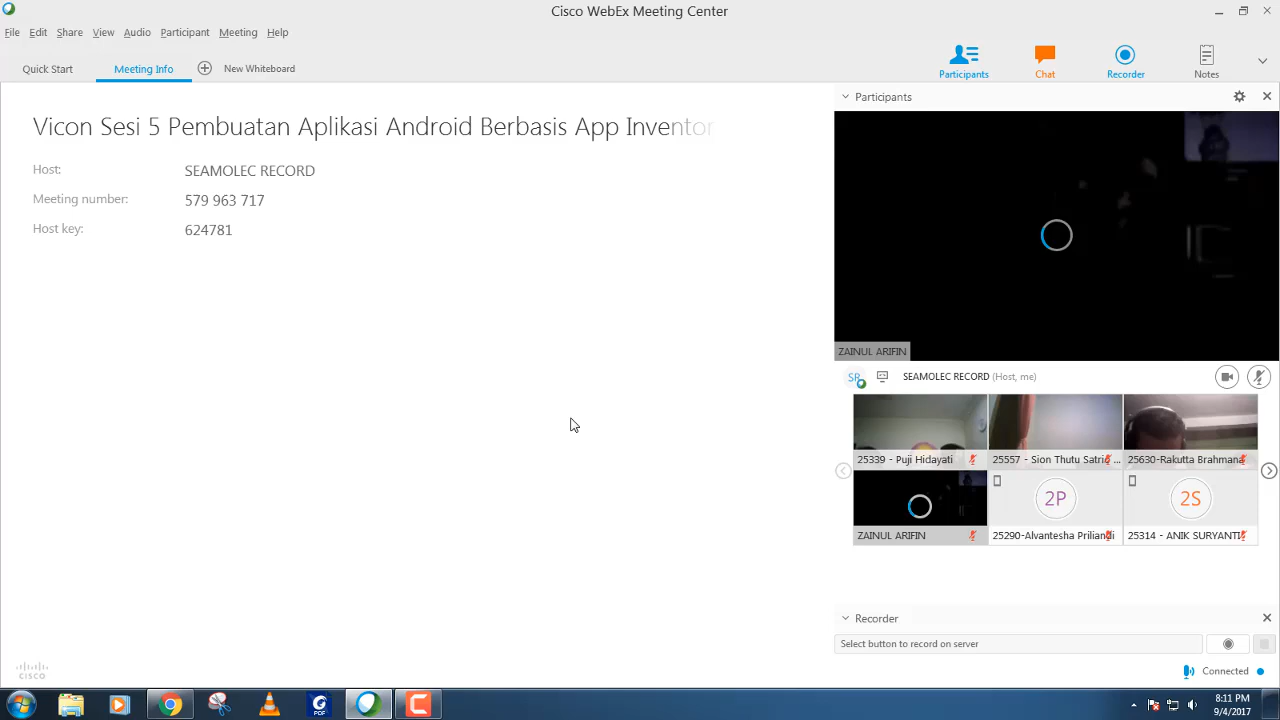 Cisco WebEx Meeting Center
File Edit Share View Audio Participant Meeting Help
Quick Start Meeting Info New Whiteboard
Participants Chat Recorder Notes
Participants
Vicon Sesi 5 Pembuatan Aplikasi Android Berbasis App Inventor
Host: SEAMOLEC RECORD
Meeting number: 579 963 717
Host key: 624781
ZAINUL ARIFIN
SR SEAMOLEC RECORD (Host, me)
25339 - Puji Hidayati 25557 - Sion Thutu Satria ... 25630-Rakutta Brahmana
2P 2S
ZAINUL ARIFIN 25290-Alvantesha Priliandi 25314 - ANIK SURYANTI
Recorder
Select button to record on server
Connected
cisco
PDF
8:11 PM
9/4/2017